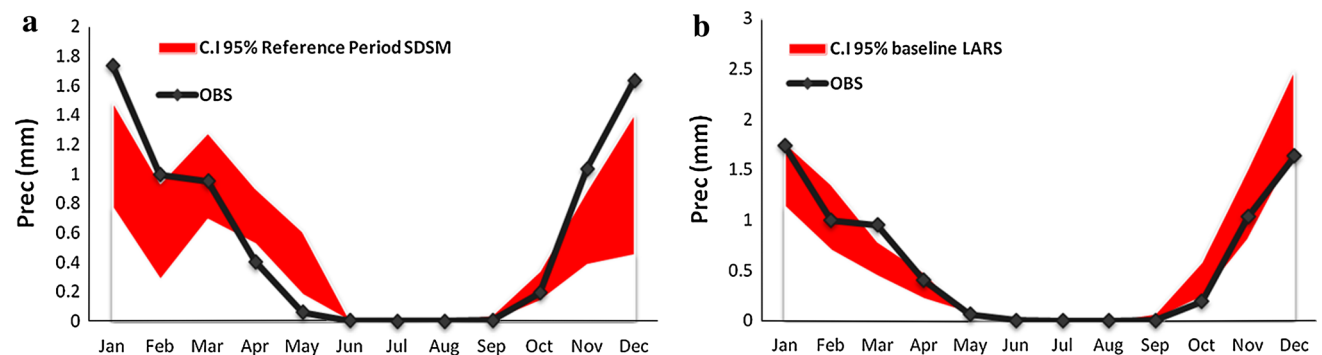 a
2
1.8
1.6
1.4
1.2
1
0.8
0.6
0.4
0.2
0
Prec (mm)
C.I 95% Reference Period SDSM
OBS
Jan Feb Mar Apr May Jun Jul Aug Sep Oct Nov Dec
b
3
2.5
2
1.5
1
0.5
0
Prec (mm)
C.I 95% baseline LARS
OBS
Jan Feb Mar Apr May Jun Jul Aug Sep Oct Nov Dec